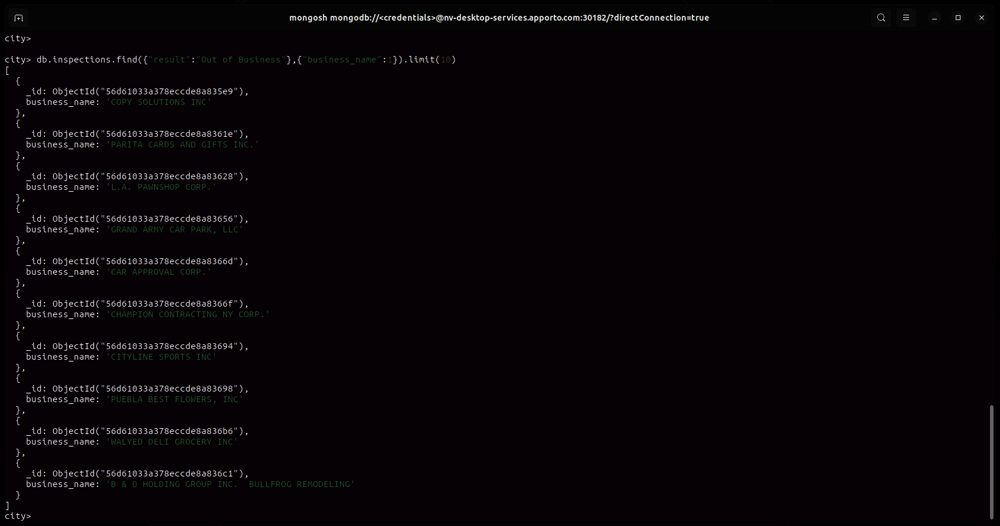 mongosh mongodb://<credentials>@nv-desktop-services.apporto.com:30182/?directConnection=true
city>
city> db.inspections.find({"result":"Out of Business"},{"business_name":1}).limit(10)
[
  {
    _id: ObjectId("56d61033a378eccde8a835e9"),
    business_name: 'COPY SOLUTIONS INC'
  },
  {
    _id: ObjectId("56d61033a378eccde8a8361e"),
    business_name: 'PARITA CARDS AND GIFTS INC.'
  },
  {
    _id: ObjectId("56d61033a378eccde8a83628"),
    business_name: 'L.A. PAWNSHOP CORP.'
  },
  {
    _id: ObjectId("56d61033a378eccde8a83656"),
    business_name: 'GRAND ARMY CAR PARK, LLC'
  },
  {
    _id: ObjectId("56d61033a378eccde8a8366d"),
    business_name: 'CAR APPROVAL CORP.'
  },
  {
    _id: ObjectId("56d61033a378eccde8a8366f"),
    business_name: 'CHAMPION CONTRACTING NY CORP.'
  },
  {
    _id: ObjectId("56d61033a378eccde8a83694"),
    business_name: 'CITYLINE SPORTS INC'
  },
  {
    _id: ObjectId("56d61033a378eccde8a83698"),
    business_name: 'PUEBLA BEST FLOWERS, INC'
  },
  {
    _id: ObjectId("56d61033a378eccde8a836b6"),
    business_name: 'WALYED DELI GROCERY INC'
  },
  {
    _id: ObjectId("56d61033a378eccde8a836c1"),
    business_name: 'B & D HOLDING GROUP INC.  BULLFROG REMODELING'
  }
]
city>